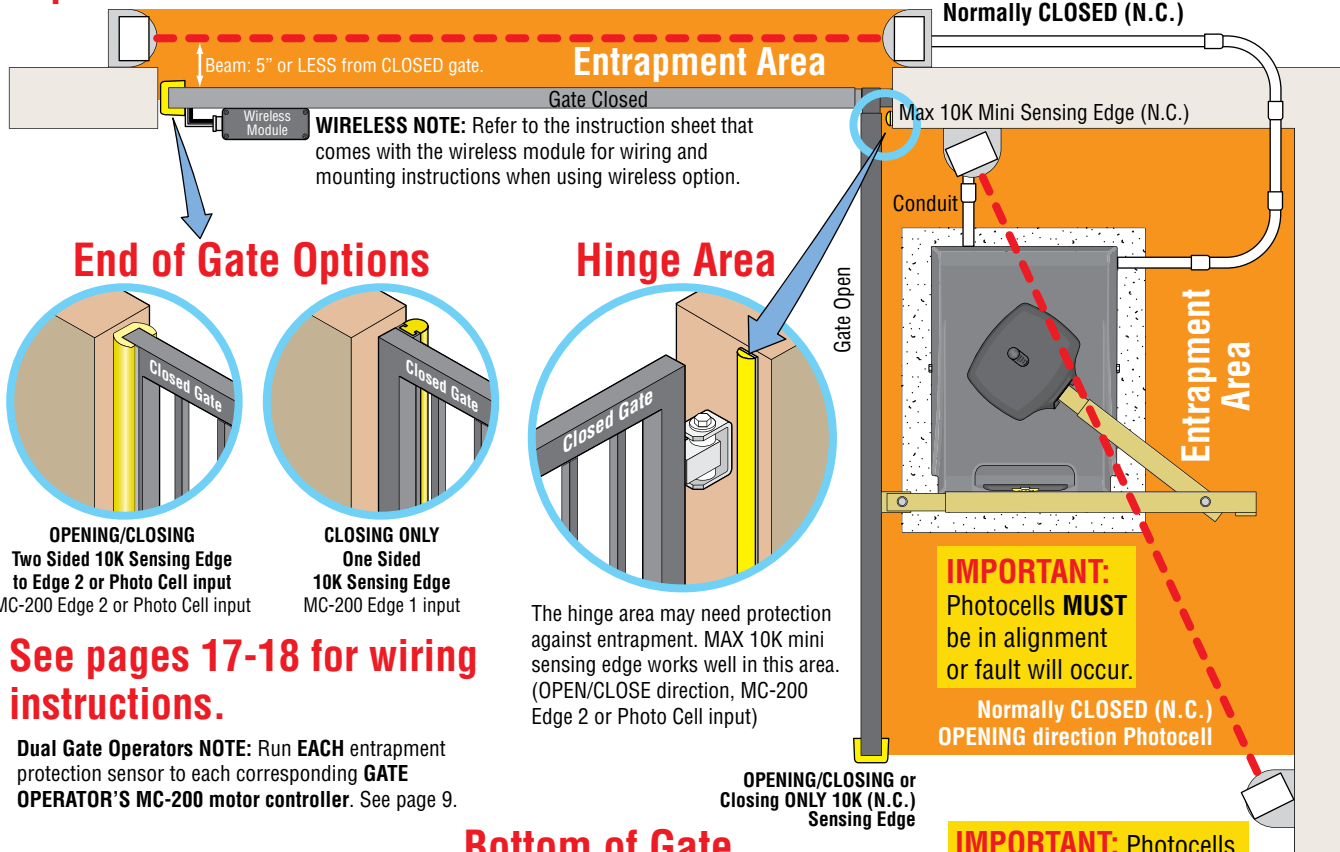 Normally CLOSED (N.C.)
Beam: 5” or LESS from CLOSED gate.
Entrapment Area
Gate Closed
Wireless
Module
WIRELESS NOTE: Refer to the instruction sheet that
comes with the wireless module for wiring and
mounting instructions when using wireless option.
Max 10K Mini Sensing Edge (N.C.)
Conduit
End of Gate Options
Hinge Area
Gate Open
Entrapment
Area
Closed Gate
Closed Gate
Closed Gate
OPENING/CLOSING
Two Sided 10K Sensing Edge
to Edge 2 or Photo Cell input
MC-200 Edge 2 or Photo Cell input
CLOSING ONLY
One Sided
10K Sensing Edge
MC-200 Edge 1 input
The hinge area may need protection
against entrapment. MAX 10K mini
sensing edge works well in this area.
(OPEN/CLOSE direction, MC-200
Edge 2 or Photo Cell input)
IMPORTANT:
Photocells MUST
be in alignment
or fault will occur.
Normally CLOSED (N.C.)
OPENING direction Photocell
See pages 17-18 for wiring
instructions.
Dual Gate Operators NOTE: Run EACH entrapment
protection sensor to each corresponding GATE
OPERATOR'S MC-200 motor controller. See page 9.
OPENING/CLOSING or
Closing ONLY 10K (N.C.)
Sensing Edge
Bottom of Gate
IMPORTANT: Photocells